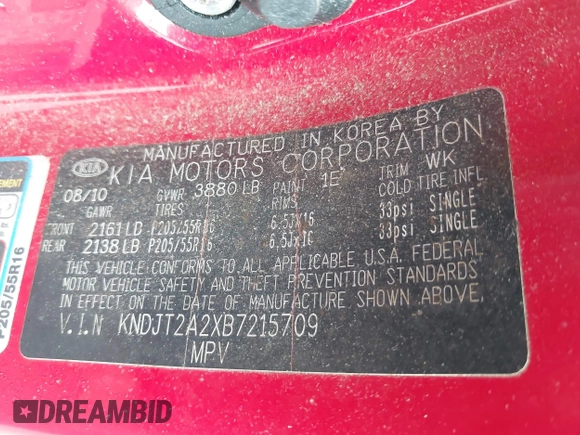 MANUFACTURED IN KOREA BY
KIA KIA MOTORS CORPORATION
08/10 GVWR 3880 LB PAINT 1E TRIM WK
GAWR TIRES RIMS COLD TIRE INFL
FRONT 2161 LB P205/55R16 6.5JX16 33psi SINGLE
REAR 2138 LB P205/55R16 6.5JX16 33psi SINGLE
THIS VEHICLE CONFORMS TO ALL APPLICABLE U.S.A. FEDERAL
MOTOR VEHICLE SAFETY AND THEFT PREVENTION STANDARDS
IN EFFECT ON THE DATE OF MANUFACTURE SHOWN ABOVE.
V.I.N KNDJT2A2XB7215709
MPV
P205/55R16
DREAMBID